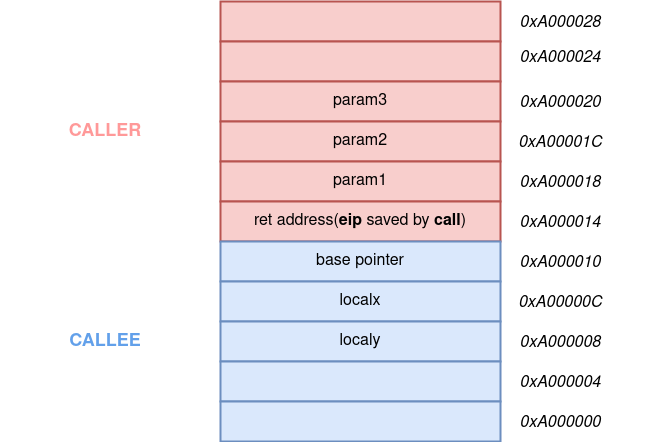 0xA000028
0xA000024
param3 0xA000020
CALLER
param2 0xA00001C
param1 0xA000018
ret address(eip saved by call) 0xA000014
base pointer 0xA000010
localx 0xA00000C
CALLEE localy 0xA000008
0xA000004
0xA000000